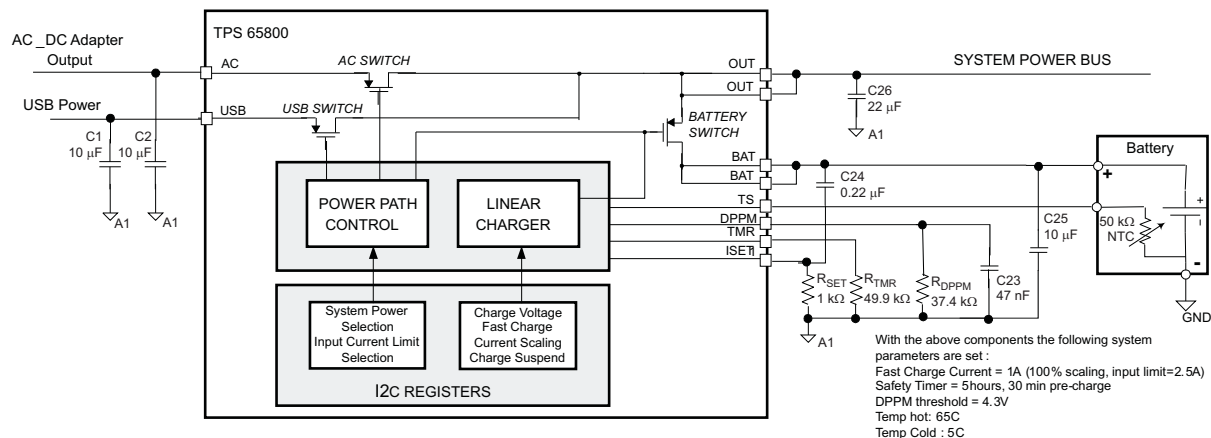 TPS 65800
AC _DC Adapter
Output
AC
AC SWITCH
OUT
SYSTEM POWER BUS
USB Power
USB
USB SWITCH
OUT
C26
22 μF
A1
BATTERY
SWITCH
C1
10 μF
C2
10 μF
A1
A1
BAT
BAT
C24
0.22 μF
Battery
+
+
-
50 kΩ
NTC
-
GND
TS
DPPM
TMR
ISET1
C25
10 μF
POWER PATH
CONTROL
LINEAR
CHARGER
RSET
1 kΩ
RTMR
49.9 kΩ
RDPPM
37.4 kΩ
C23
47 nF
A1
System Power
Selection
Input Current Limit
Selection
Charge Voltage
Fast Charge
Current Scaling
Charge Suspend
I2C REGISTERS
With the above components the following system
parameters are set :
Fast Charge Current = 1A (100% scaling, input limit=2.5A)
Safety Timer = 5hours, 30 min pre-charge
DPPM threshold = 4.3V
Temp hot: 65C
Temp Cold : 5C